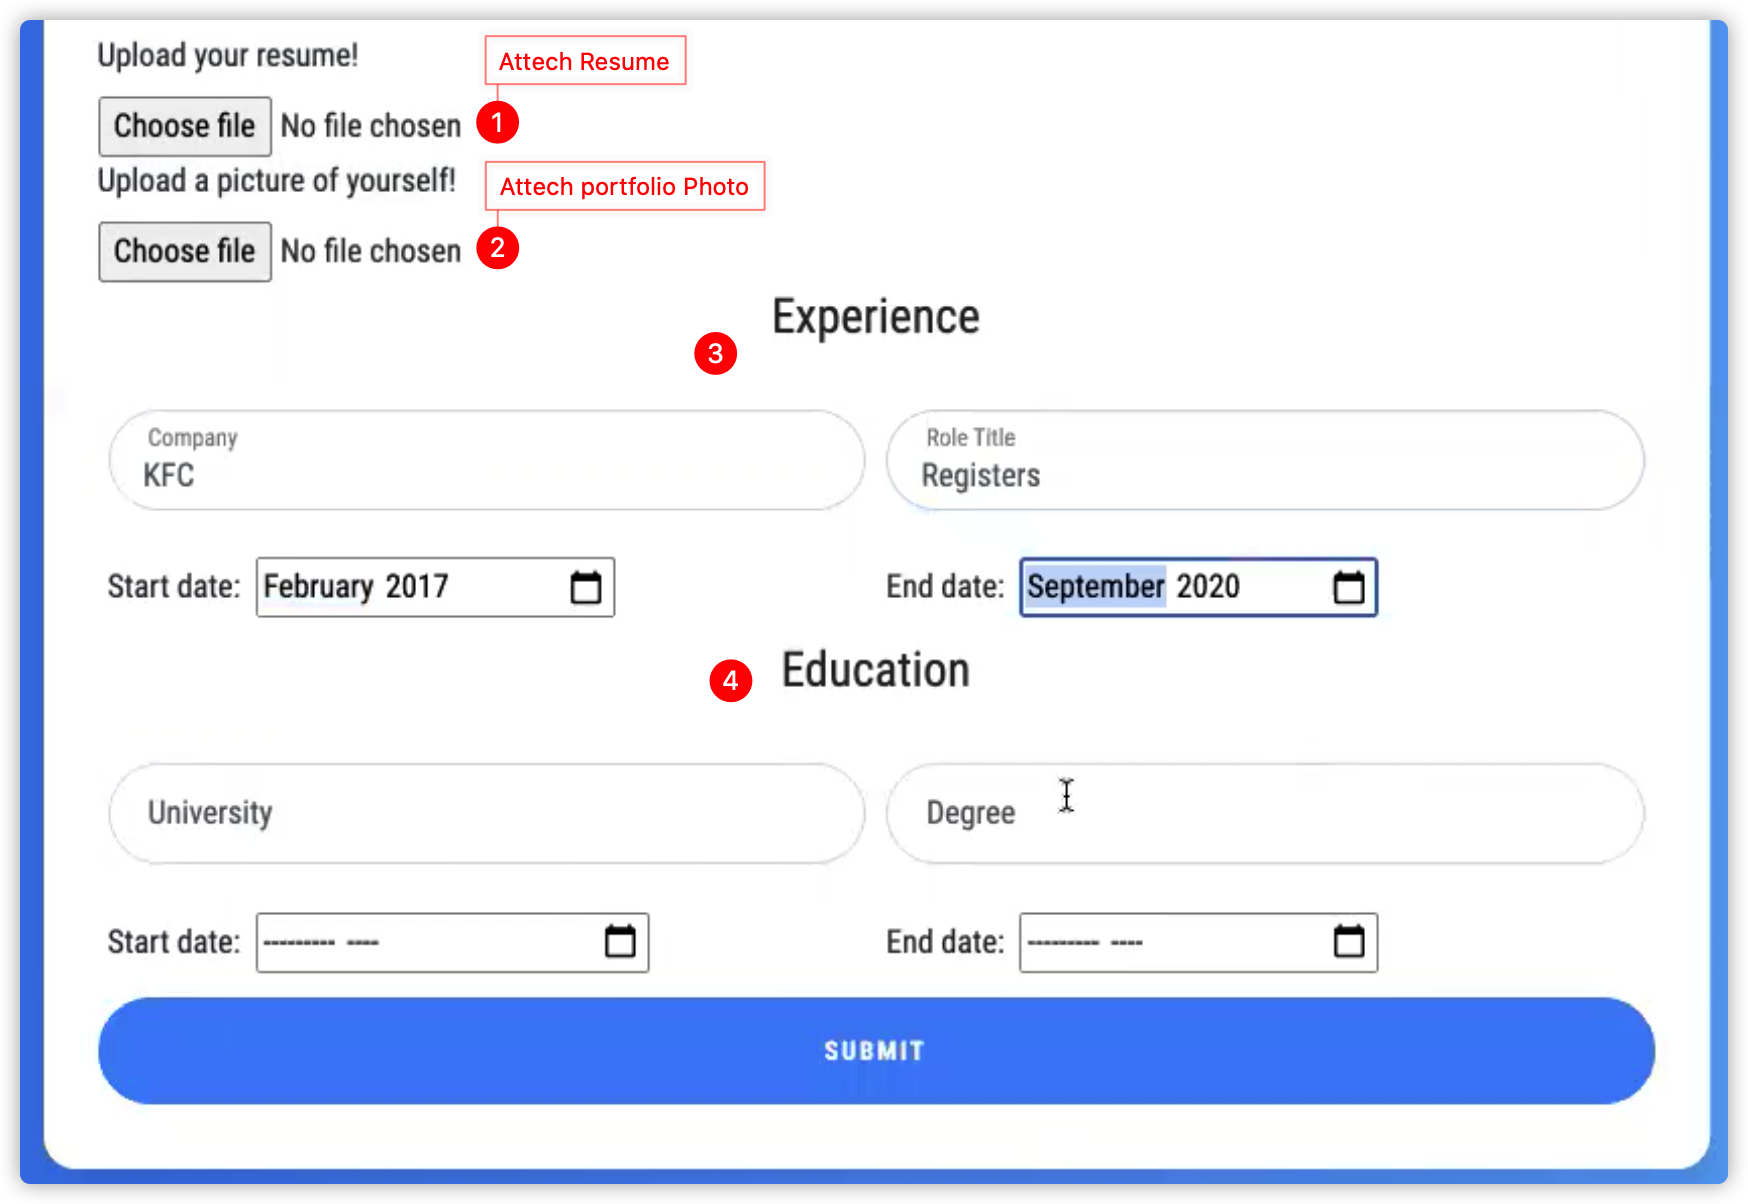 Upload your resume!
Attech Resume
Choose file No file chosen 1
Upload a picture of yourself!
Attech portfolio Photo
Choose file No file chosen 2
Experience
3
Company
KFC
Role Title
Registers
Start date: February 2017
End date: September 2020
Education
4
University
Degree
Start date: --------- ----
End date: --------- ----
SUBMIT